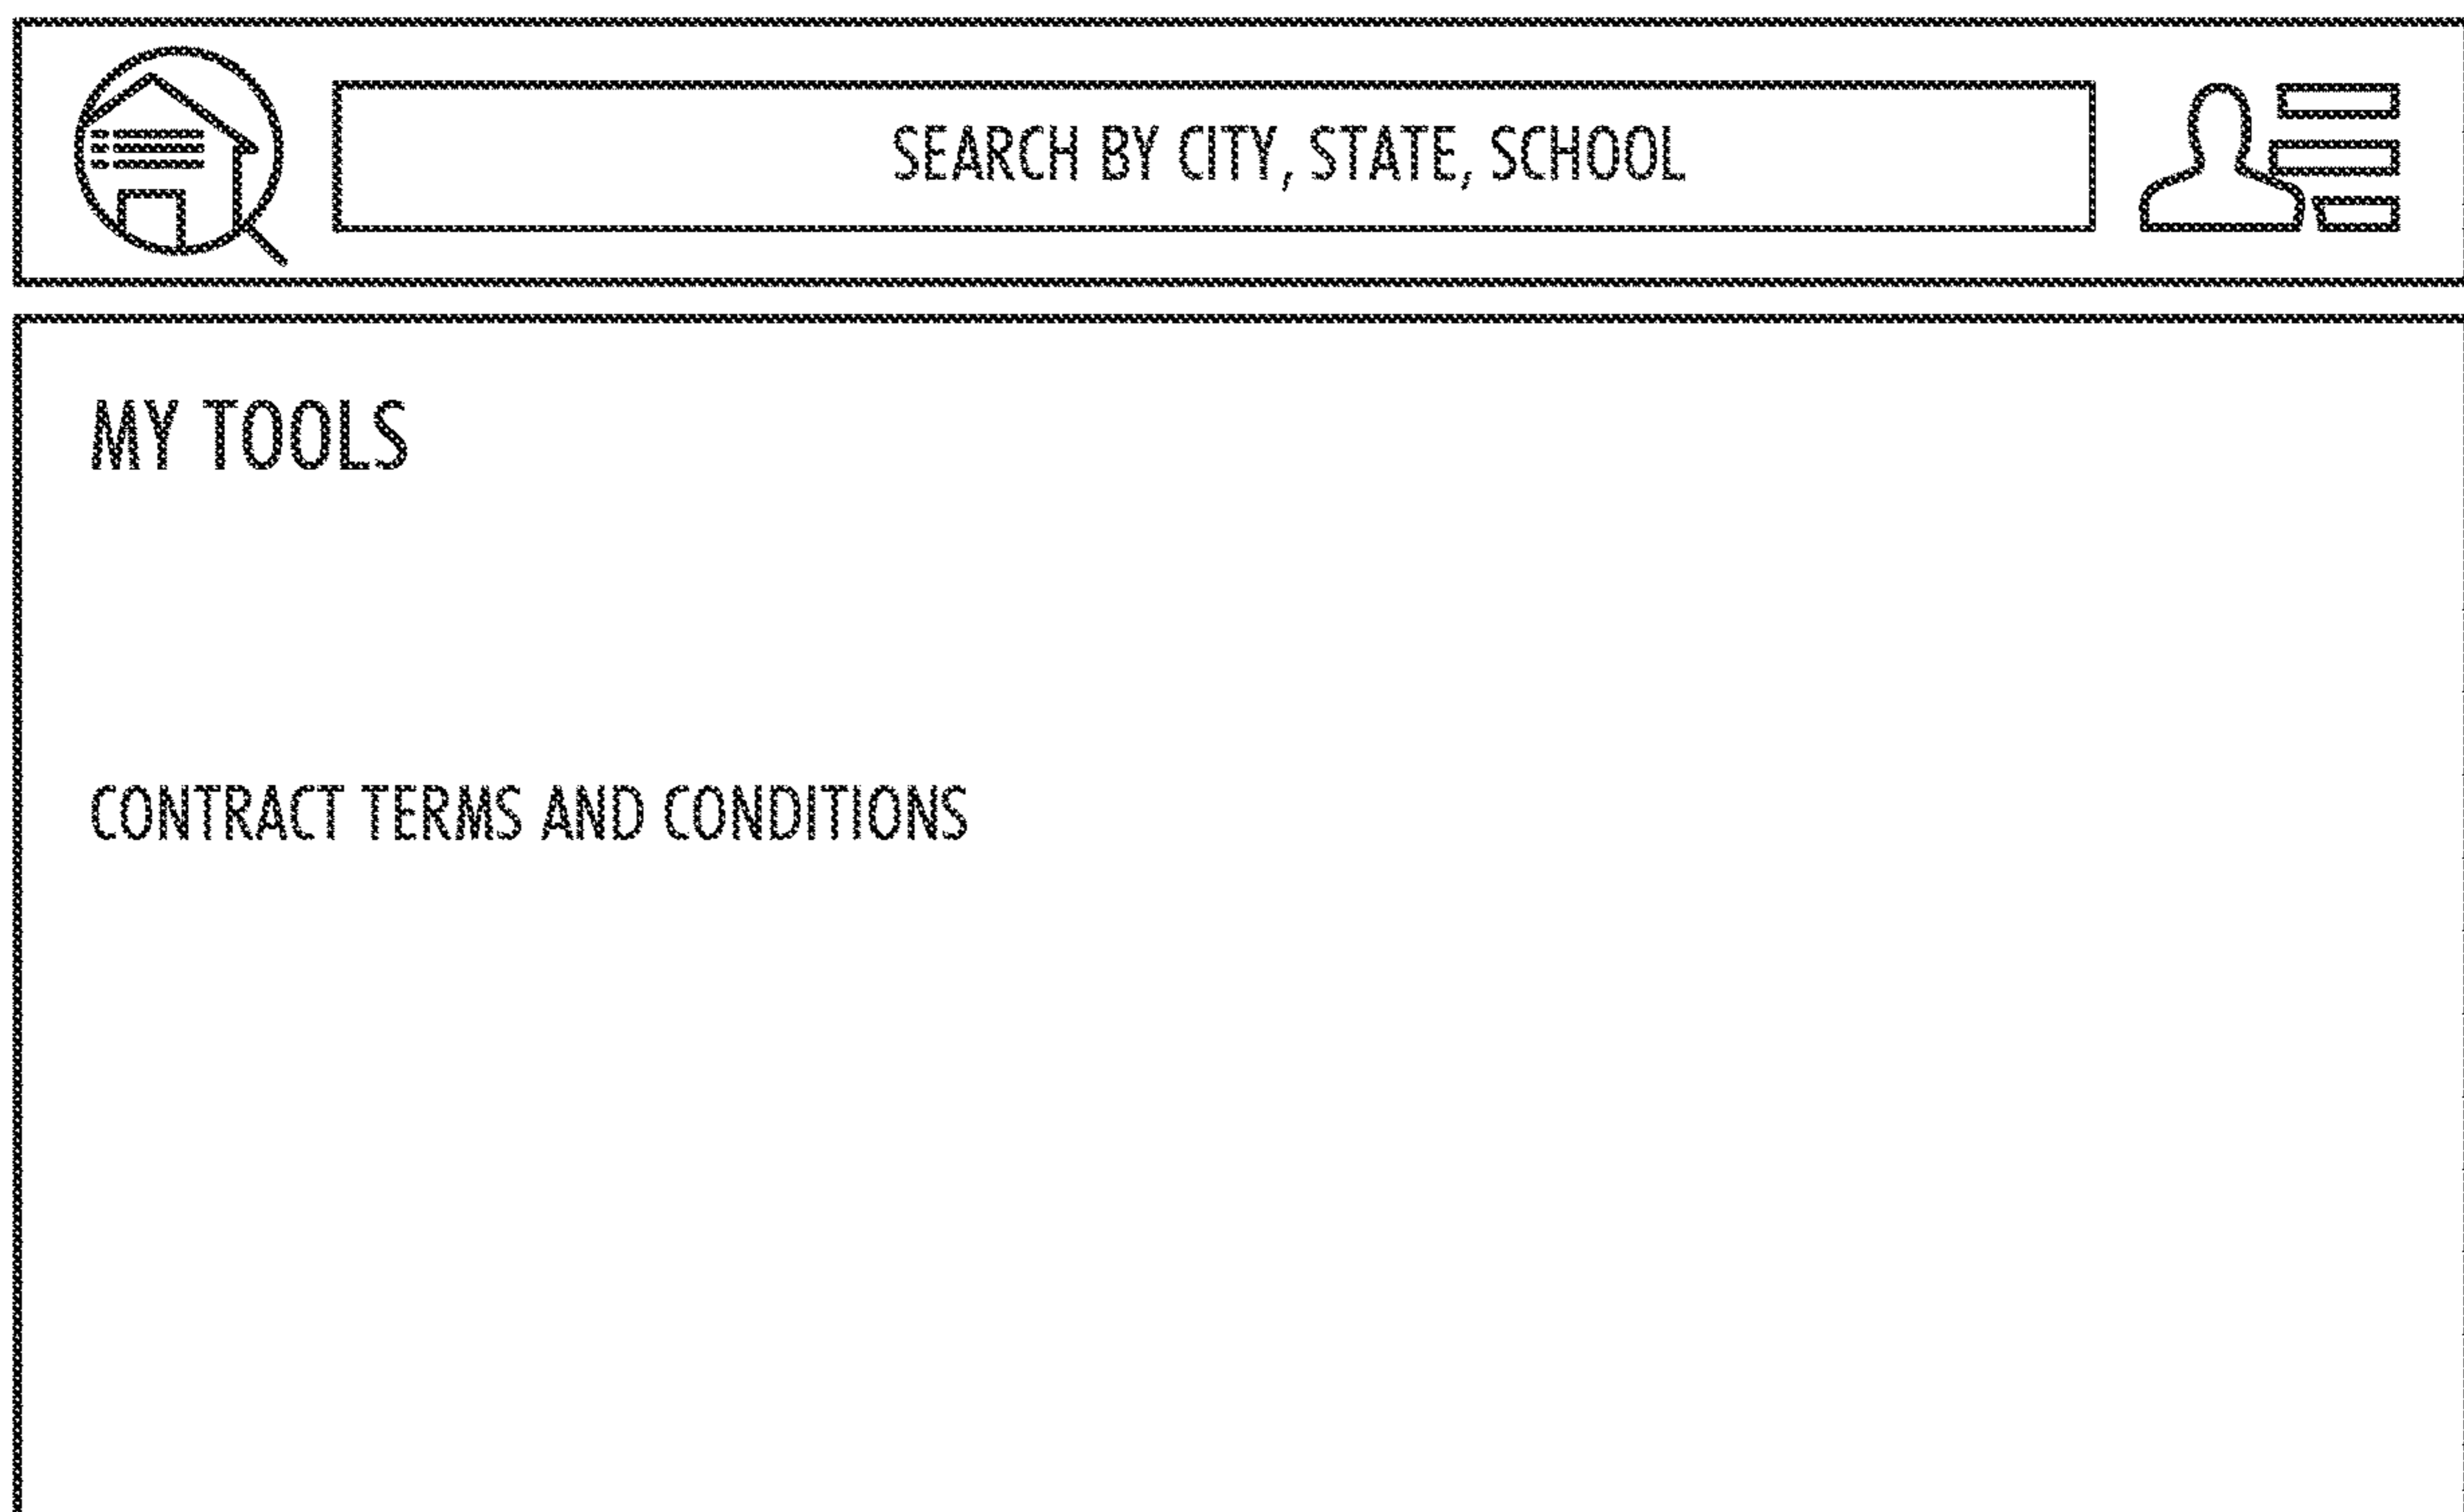 SEARCH BY CITY, STATE, SCHOOL
MY TOOLS
CONTRACT TERMS AND CONDITIONS